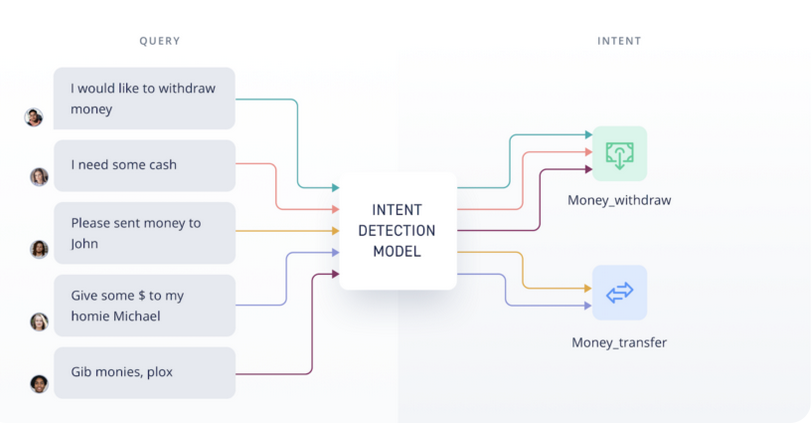 QUERY
INTENT
I would like to withdraw
money
I need some cash
Please sent money to
John
Give some $ to my
homie Michael
Gib monies, plox
INTENT
DETECTION
MODEL
Money_withdraw
Money_transfer